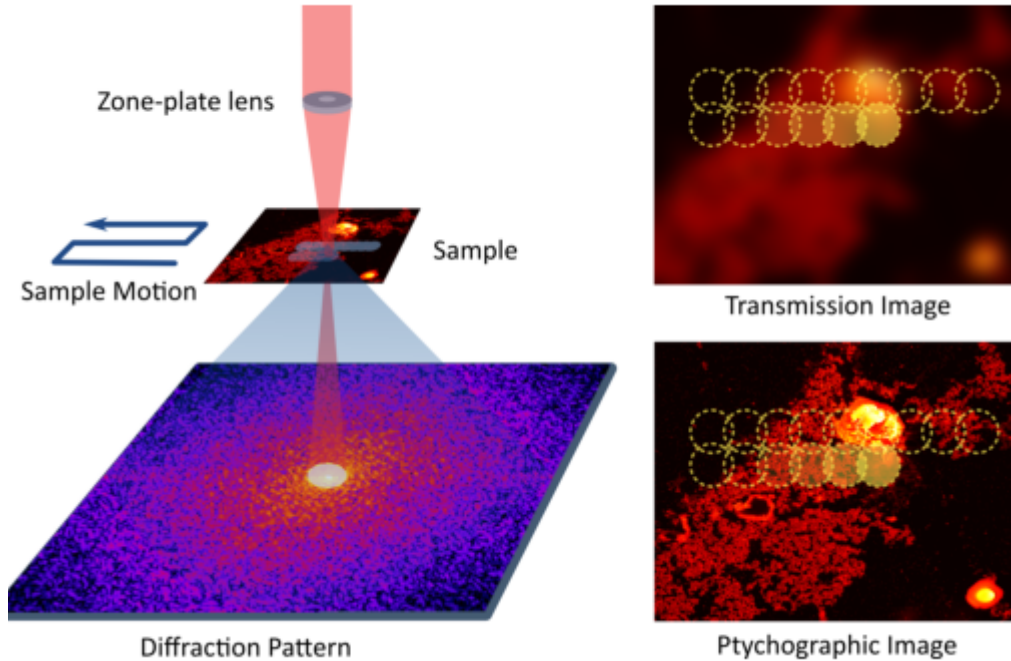 Zone-plate lens
Sample
Sample Motion
Diffraction Pattern
Transmission Image
Ptychographic Image